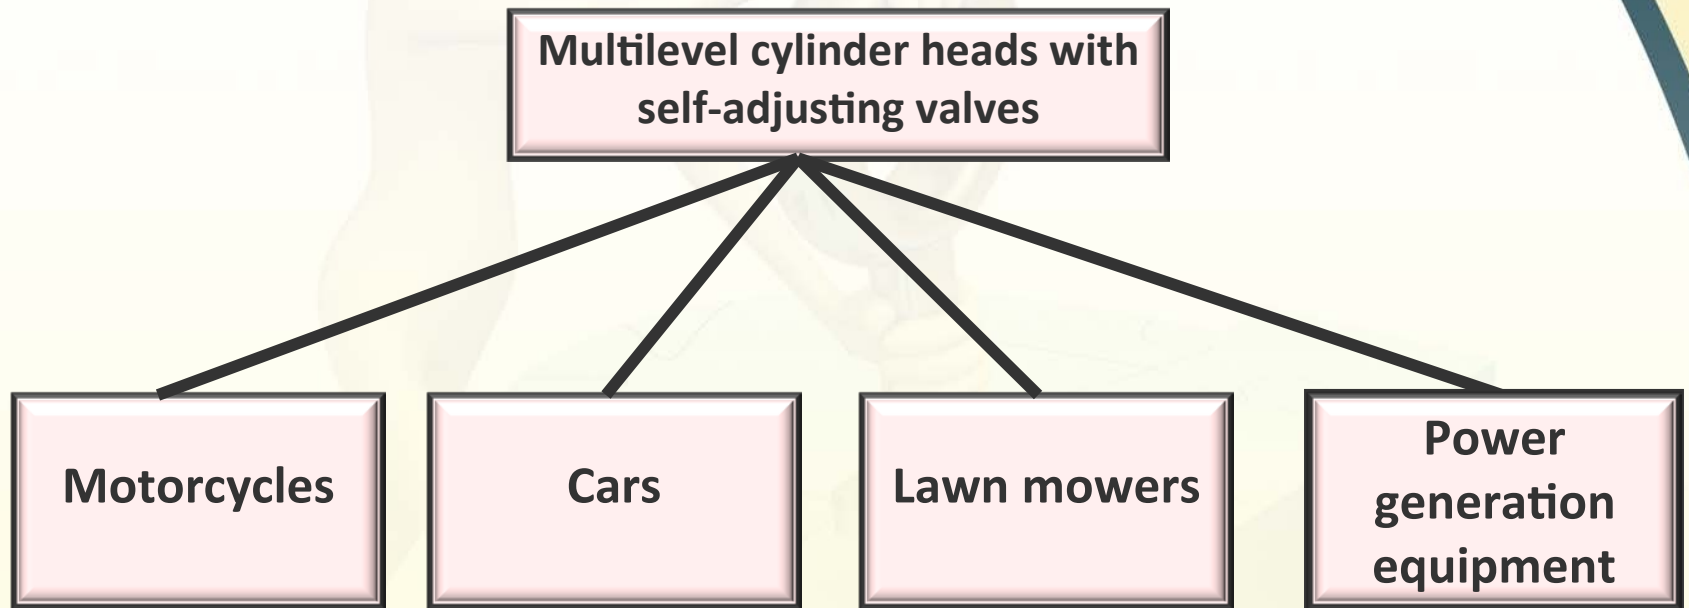 Multilevel cylinder heads with
self-adjusting valves
Motorcycles
Cars
Lawn mowers
Power
generation
equipment